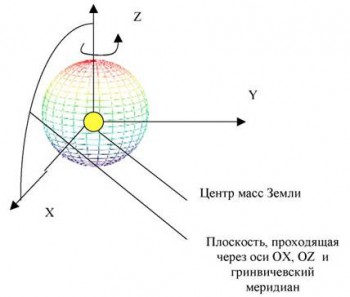 Z
Y
X
Центр масс Земли
Плоскость, проходящая
через оси OX, OZ и
гринвичевский
меридиан